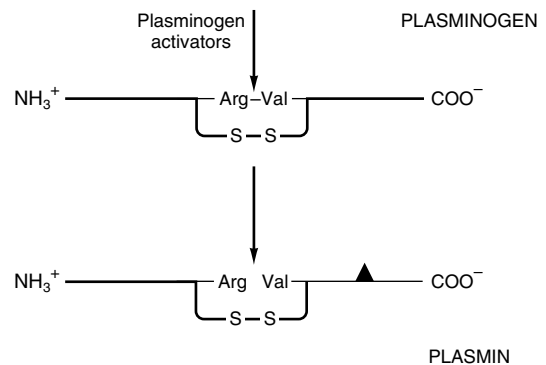 Plasminogen
activators
PLASMINOGEN
NH₃⁺ Arg–Val COO⁻
S S
NH₃⁺ Arg Val COO⁻
S S
PLASMIN